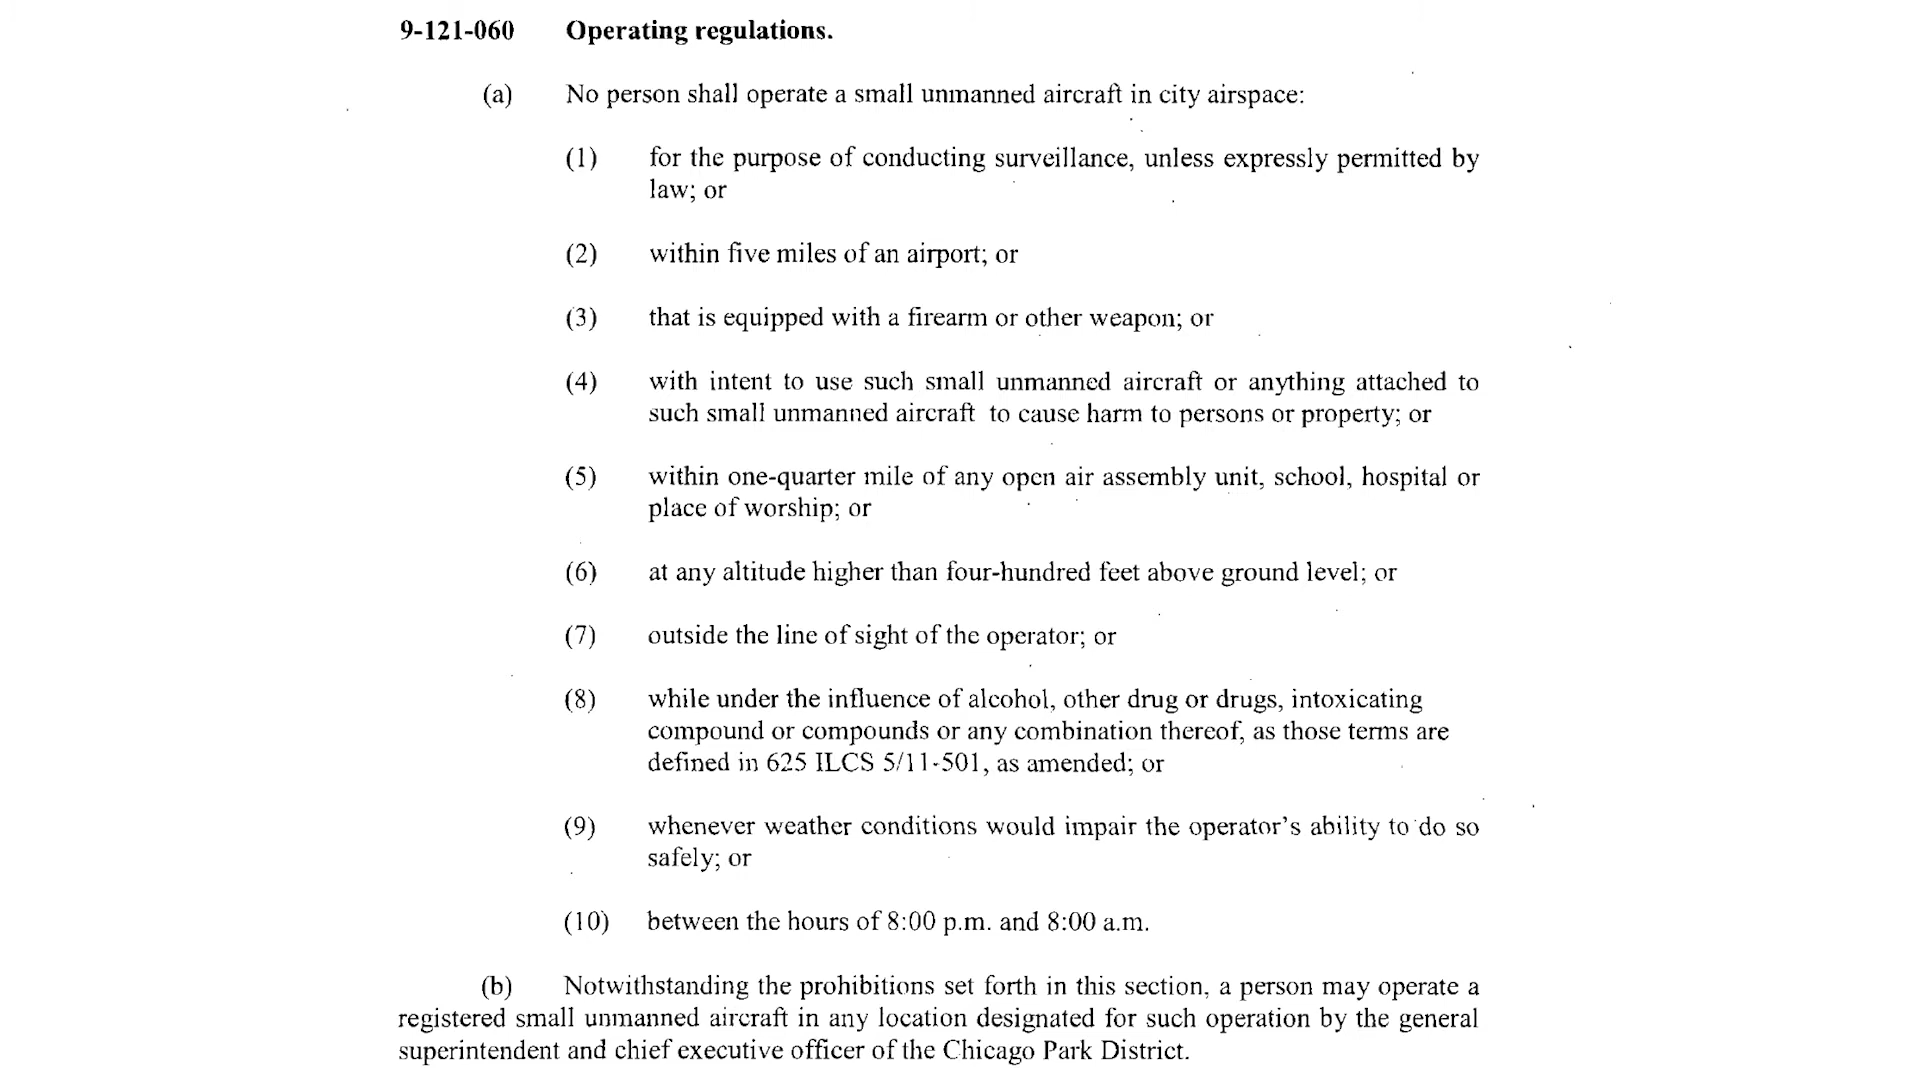 9-121-060 Operating regulations.
(a) No person shall operate a small unmanned aircraft in city airspace:
(1) for the purpose of conducting surveillance, unless expressly permitted by
law; or
(2) within five miles of an airport; or
(3) that is equipped with a firearm or other weapon; or
(4) with intent to use such small unmanned aircraft or anything attached to
such small unmanned aircraft to cause harm to persons or property; or
(5) within one-quarter mile of any open air assembly unit, school, hospital or
place of worship; or
(6) at any altitude higher than four-hundred feet above ground level; or
(7) outside the line of sight of the operator; or
(8) while under the influence of alcohol, other drug or drugs, intoxicating
compound or compounds or any combination thereof, as those terms are
defined in 625 ILCS 5/11-501, as amended; or
(9) whenever weather conditions would impair the operator's ability to do so
safely; or
(10) between the hours of 8:00 p.m. and 8:00 a.m.
(b) Notwithstanding the prohibitions set forth in this section, a person may operate a
registered small unmanned aircraft in any location designated for such operation by the general
superintendent and chief executive officer of the Chicago Park District.